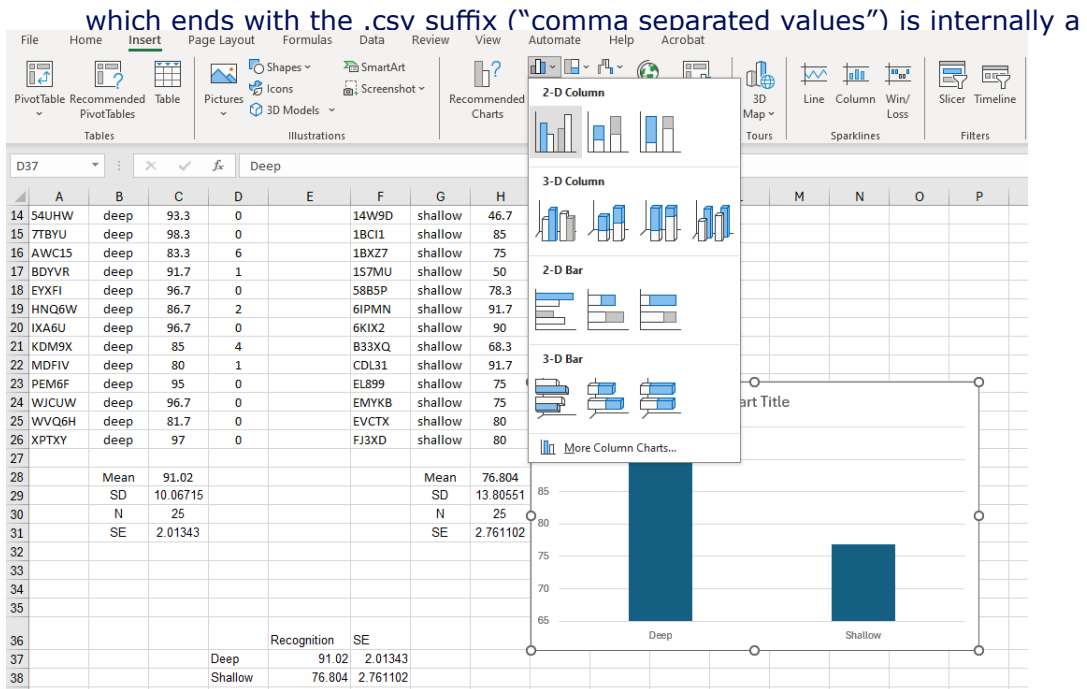 which ends with the .csv suffix (“comma separated values”) is internally a
File Home Insert Page Layout Formulas Data Review View Automate Help Acrobat
Shapes SmartArt
Icons Screenshot
3D Models
PivotTable Recommended PivotTables Table Pictures Recommended Charts 3D Map Line Column Win/Loss Slicer Timeline
Tables Illustrations Tours Sparklines Filters
2-D Column
3-D Column
2-D Bar
3-D Bar
More Column Charts...
D37 fx Deep
A B C D E F G H M N O P
14 54UHW deep 93.3 0 14W9D shallow 46.7
15 7TBYU deep 98.3 0 1BCI1 shallow 85
16 AWC15 deep 83.3 6 1BXZ7 shallow 75
17 BDYVR deep 91.7 1 1S7MU shallow 50
18 EYXFI deep 96.7 0 58B5P shallow 78.3
19 HNQ6W deep 86.7 2 6IPMN shallow 91.7
20 IXA6U deep 96.7 0 6KIX2 shallow 90
21 KDM9X deep 85 4 B33XQ shallow 68.3
22 MDFIV deep 80 1 CDL31 shallow 91.7
23 PEM6F deep 95 0 EL899 shallow 75
24 WJCUW deep 96.7 0 EMYKB shallow 75
25 WVQ6H deep 81.7 0 EVCTX shallow 80
26 XPTXY deep 97 0 FJ3XD shallow 80
27
28 Mean 91.02 Mean 76.804
29 SD 10.06715 SD 13.80551
30 N 25 N 25
31 SE 2.01343 SE 2.761102
32
33
34
35
36 Recognition SE
37 Deep 91.02 2.01343
38 Shallow 76.804 2.761102
art Title
85
80
75
70
65
Deep Shallow